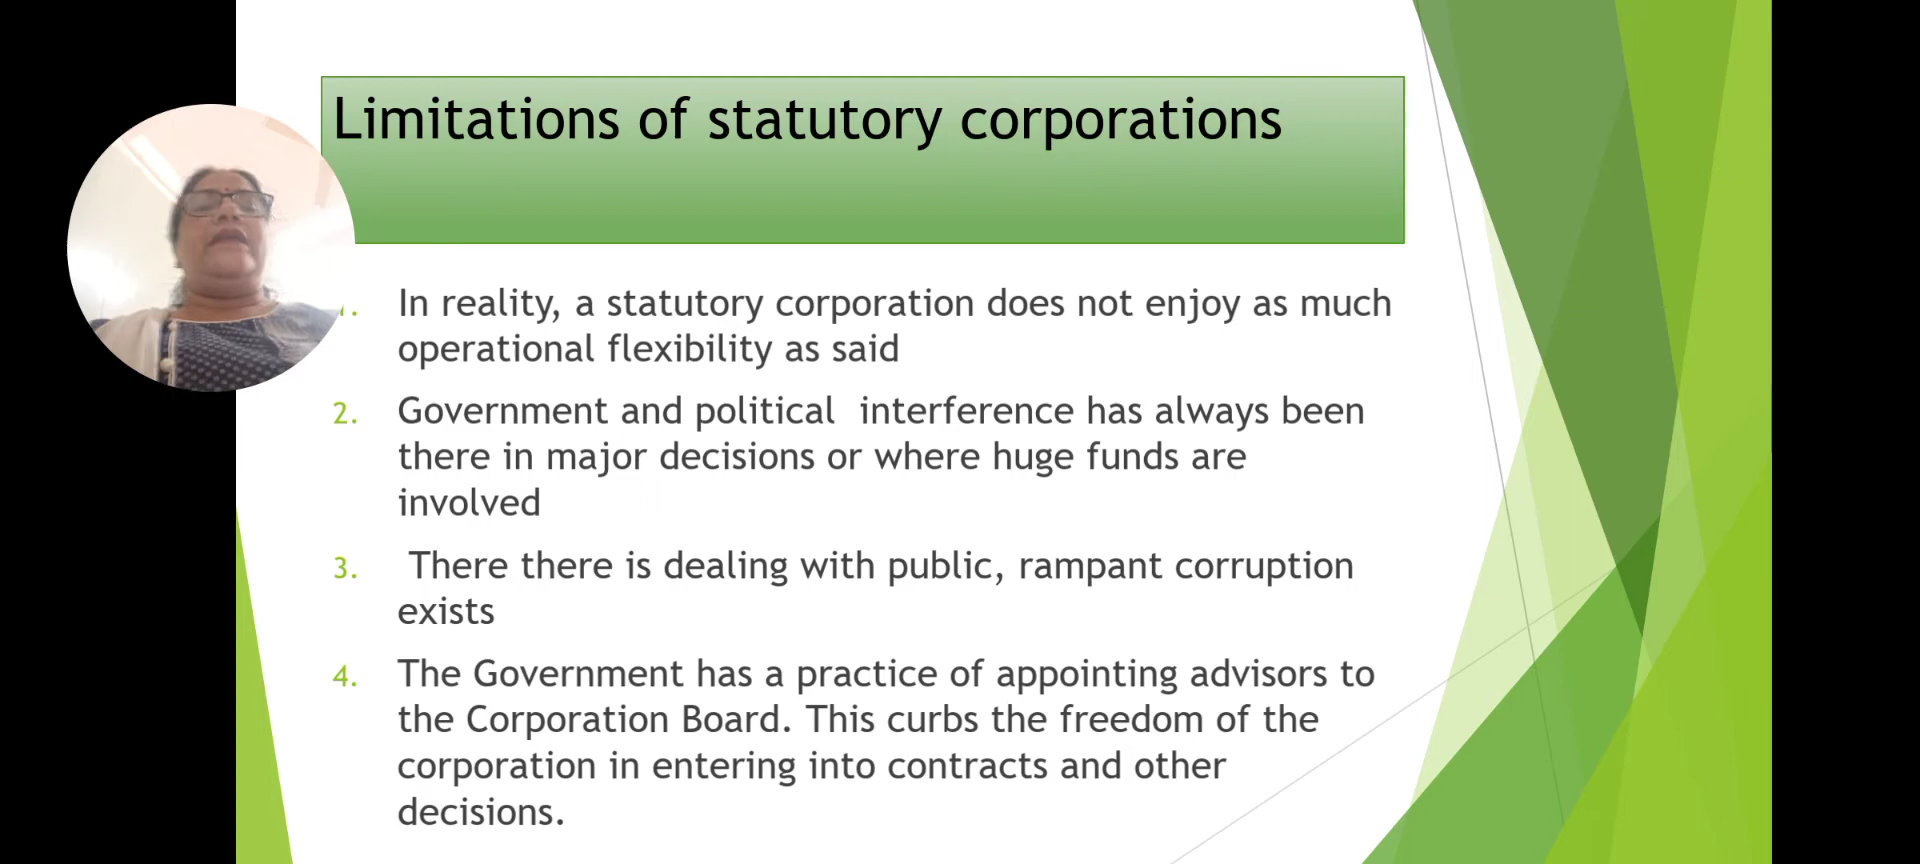 Limitations of statutory corporations
1. In reality, a statutory corporation does not enjoy as much
operational flexibility as said
2. Government and political  interference has always been
there in major decisions or where huge funds are
involved
3. There there is dealing with public, rampant corruption
exists
4. The Government has a practice of appointing advisors to
the Corporation Board. This curbs the freedom of the
corporation in entering into contracts and other
decisions.